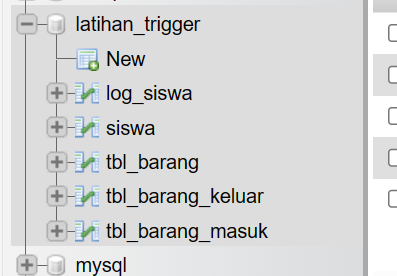 latihan_trigger
New
log_siswa
siswa
tbl_barang
tbl_barang_keluar
tbl_barang_masuk
mysql